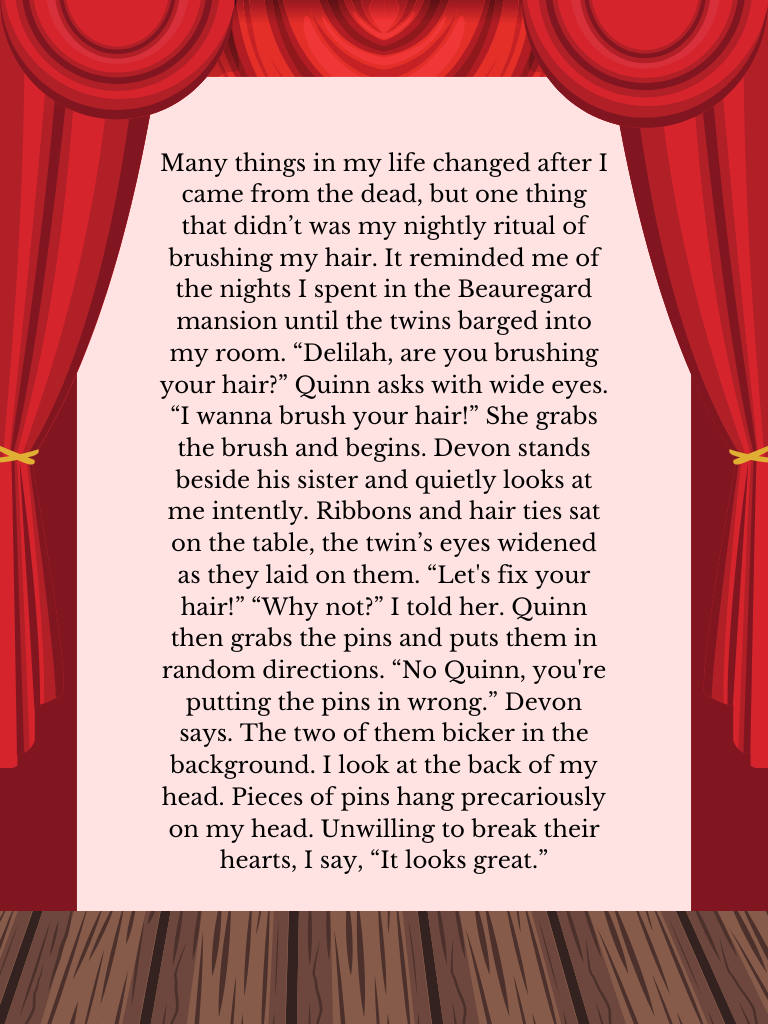 Many things in my life changed after I
came from the dead, but one thing
that didn’t was my nightly ritual of
brushing my hair. It reminded me of
the nights I spent in the Beauregard
mansion until the twins barged into
my room. “Delilah, are you brushing
your hair?” Quinn asks with wide eyes.
“I wanna brush your hair!” She grabs
the brush and begins. Devon stands
beside his sister and quietly looks at
me intently. Ribbons and hair ties sat
on the table, the twin’s eyes widened
as they laid on them. “Let's fix your
hair!” “Why not?” I told her. Quinn
then grabs the pins and puts them in
random directions. “No Quinn, you're
putting the pins in wrong.” Devon
says. The two of them bicker in the
background. I look at the back of my
head. Pieces of pins hang precariously
on my head. Unwilling to break their
hearts, I say, “It looks great.”